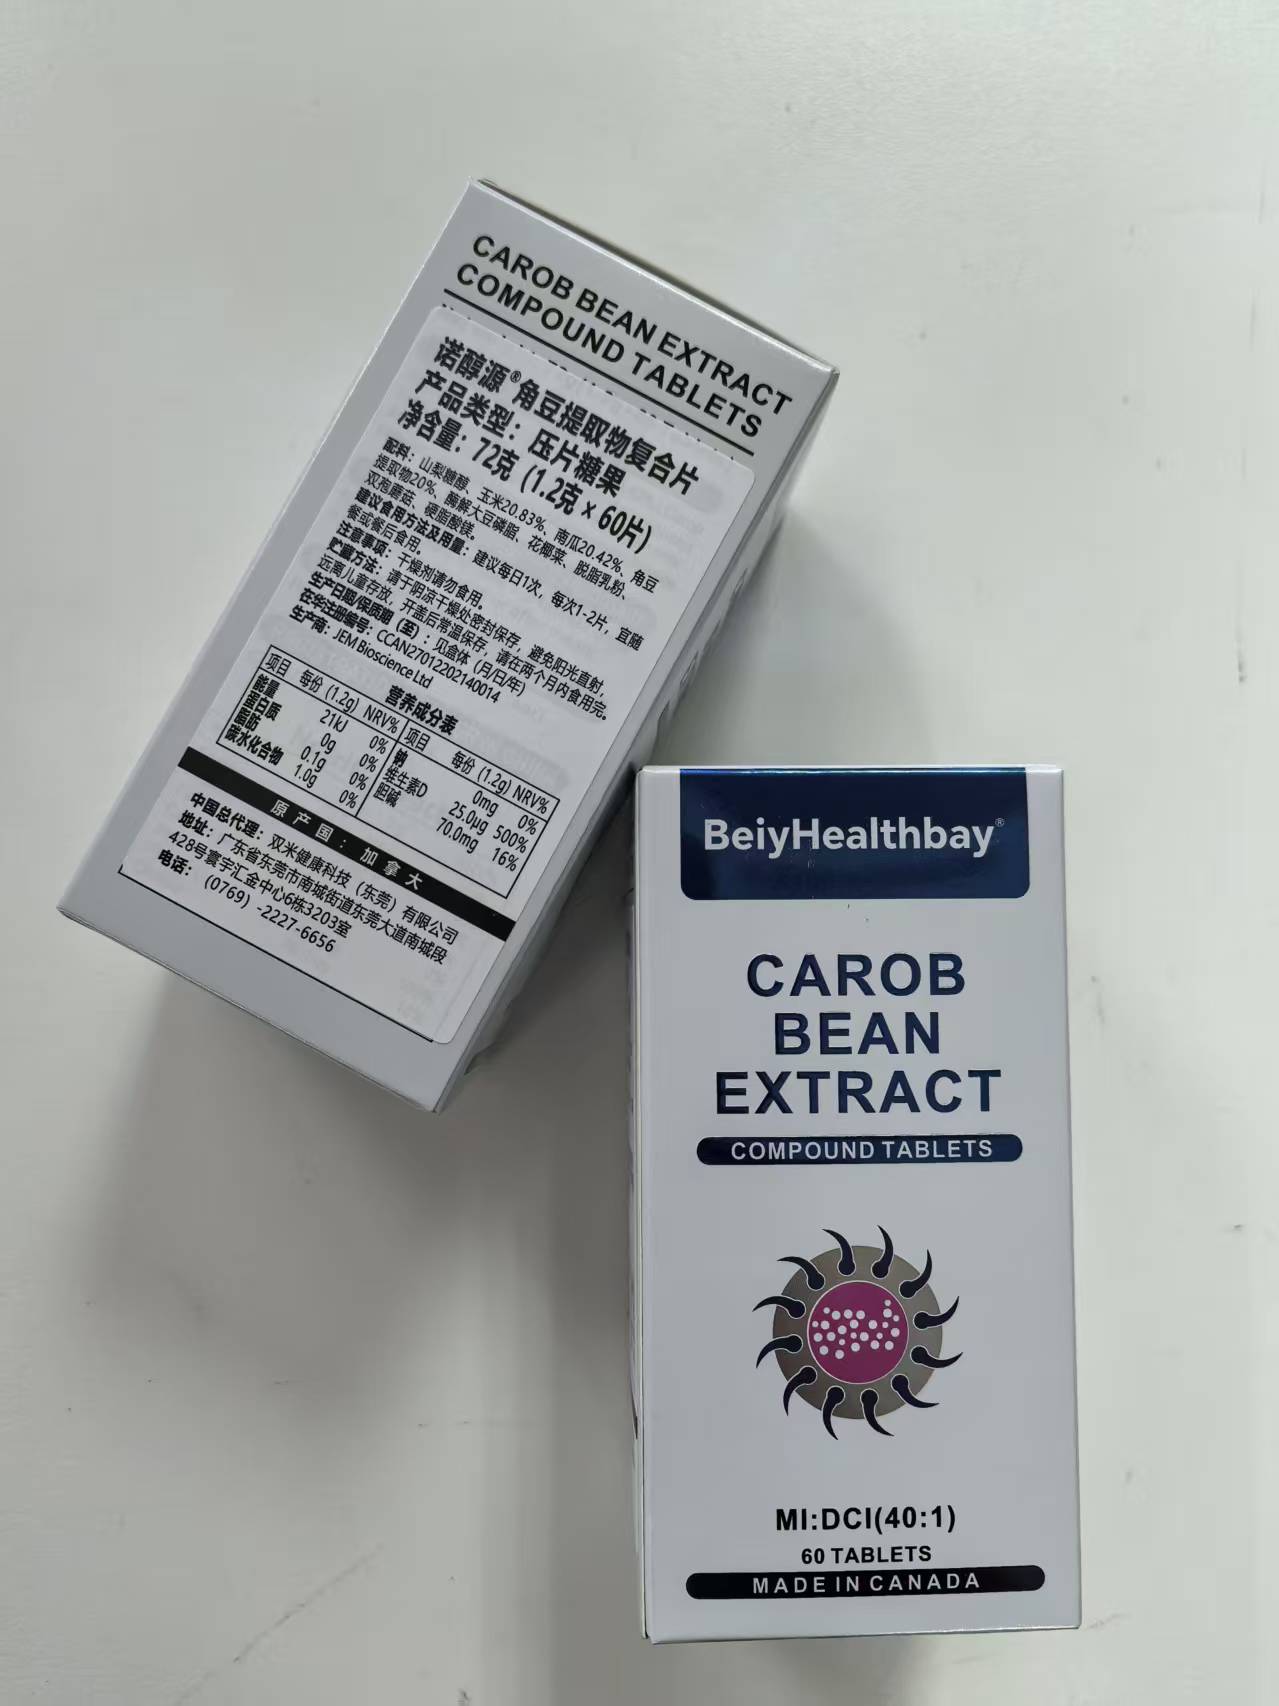 CAROB BEAN EXTRACT
COMPOUND TABLETS
诺醇源®角豆提取物复合片
产品类型：压片糖果
净含量：72克 (1.2克 x 60片)
配料：山梨糖醇、玉米20.83%、南瓜20.42%、角豆
提取物20%、酶解大豆磷脂、花椰菜、脱脂乳粉、
双孢蘑菇、硬脂酸镁。
建议食用方法及用量：建议每日1次，每次1-2片，宜随
餐或餐后食用。
注意事项：干燥剂请勿食用。
贮藏方法：请于阴凉干燥处密封保存，避免阳光直射，
远离儿童存放，开盖后常温保存，请在两个月内食用完。
生产日期/保质期（至）：见盒体（月/日/年）
在华注册编号：CCAN27012202140014
生产商：JEM Bioscience Ltd
营养成分表
项目 每份 (1.2g) NRV% 项目 每份 (1.2g) NRV%
能量 21kJ 0% 钠 0mg 0%
蛋白质 0g 0% 维生素D 25.0μg 500%
脂肪 0.1g 0% 胆碱 70.0mg 16%
碳水化合物 1.0g 0%
原产国：加拿大
中国总代理：双米健康科技（东莞）有限公司
地址：广东省东莞市南城街道东莞大道南城段
428号寰宇汇金中心6栋3203室
电话：(0769) -2227-6656
BeiyHealthbay®
CAROB
BEAN
EXTRACT
COMPOUND TABLETS
MI:DCI(40:1)
60 TABLETS
MADE IN CANADA